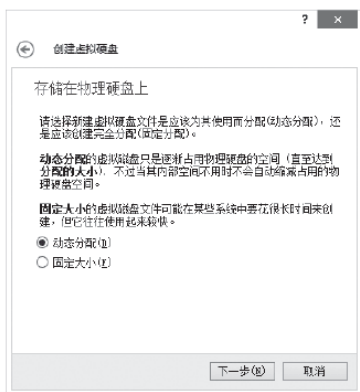 ? ×
创建虚拟硬盘
存储在物理硬盘上
请选择新建虚拟硬盘文件是应该为其使用而分配(动态分配)，还
是应该创建完全分配(固定分配)。
动态分配的虚拟磁盘只是逐渐占用物理硬盘的空间（直至达到
分配的大小），不过当其内部空间不用时不会自动缩减占用的物
理硬盘空间。
固定大小的虚拟磁盘文件可能在某些系统中要花很长时间来创
建，但它往往使用起来较快。
动态分配(D)
固定大小(F)
下一步(N) 取消